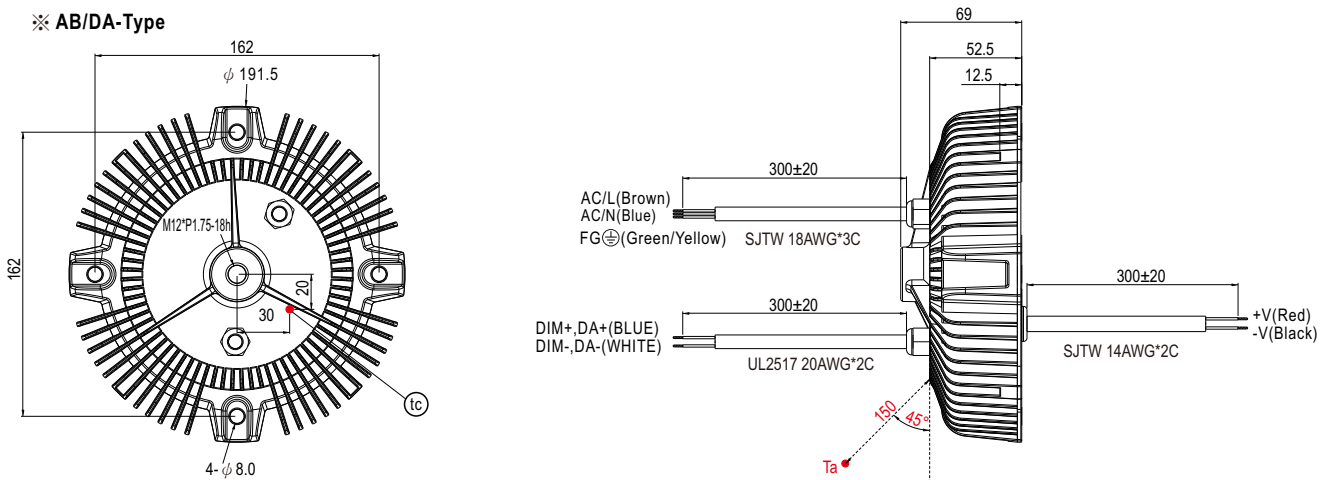 ※ AB/DA-Type
162
ϕ 191.5
162
M12*P1.75-18h
20
30
tc
4- ϕ 8.0
69
52.5
12.5
300±20
AC/L(Brown)
AC/N(Blue)
FG⏚(Green/Yellow)
SJTW 18AWG*3C
300±20
DIM+,DA+(BLUE)
DIM-,DA-(WHITE)
UL2517 20AWG*2C
300±20
+V(Red)
-V(Black)
SJTW 14AWG*2C
150
45°
Ta